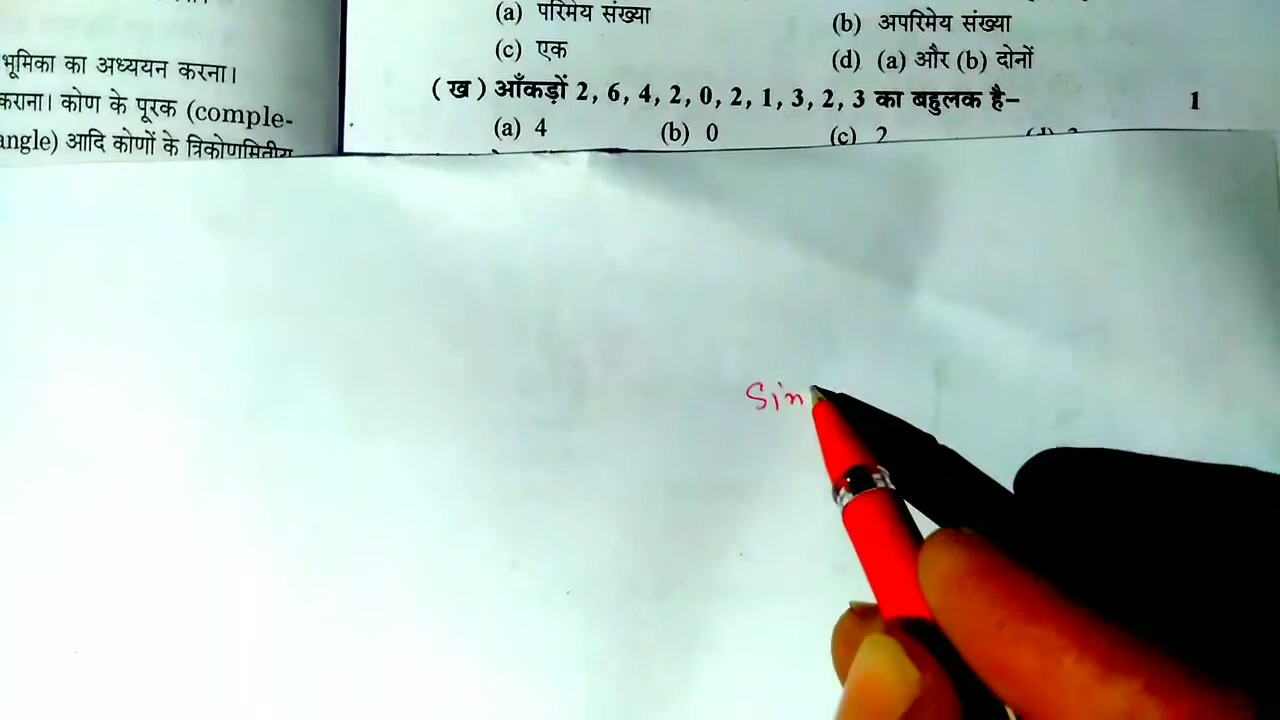 भूमिका का अध्ययन करना।
कराना। कोण के पूरक (comple-
angle) आदि कोणों के त्रिकोणमितीय
(a) परिमेय संख्या (b) अपरिमेय संख्या
(c) एक (d) (a) और (b) दोनों
(ख) आँकड़ों 2, 6, 4, 2, 0, 2, 1, 3, 2, 3 का बहुलक है– 1
(a) 4 (b) 0 (c) 2
Sin